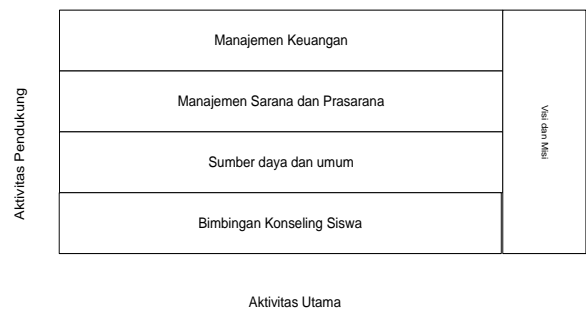 Manajemen Keuangan
Manajemen Sarana dan Prasarana
Sumber daya dan umum
Bimbingan Konseling Siswa
Aktivitas Pendukung
Visi dan Misi
Aktivitas Utama